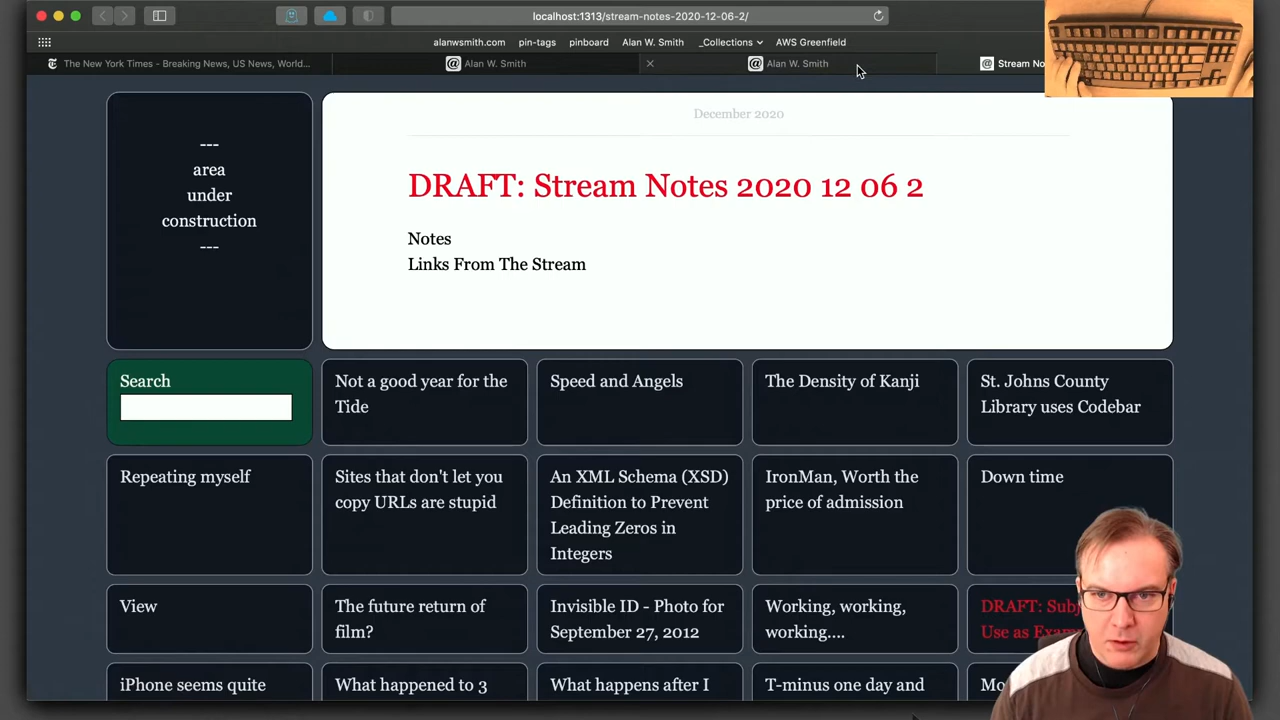 localhost:1313/stream-notes-2020-12-06-2/
alanwsmith.com pin-tags pinboard Alan W. Smith _Collections AWS Greenfield
The New York Times - Breaking News, US News, World... Alan W. Smith Alan W. Smith Stream No
---
area
under
construction
---
December 2020
DRAFT: Stream Notes 2020 12 06 2
Notes
Links From The Stream
Search
Not a good year for the
Tide
Speed and Angels
The Density of Kanji
St. Johns County
Library uses Codebar
Repeating myself
Sites that don't let you
copy URLs are stupid
An XML Schema (XSD)
Definition to Prevent
Leading Zeros in
Integers
IronMan, Worth the
price of admission
Down time
View
The future return of
film?
Invisible ID - Photo for
September 27, 2012
Working, working,
working....
DRAFT:
Use as
iPhone seems quite
What happened to 3
What happens after I
T-minus one day and